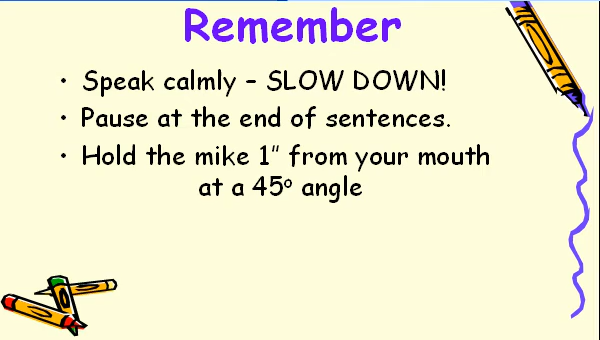 Remember
• Speak calmly – SLOW DOWN!
• Pause at the end of sentences.
• Hold the mike 1" from your mouth
at a 45° angle